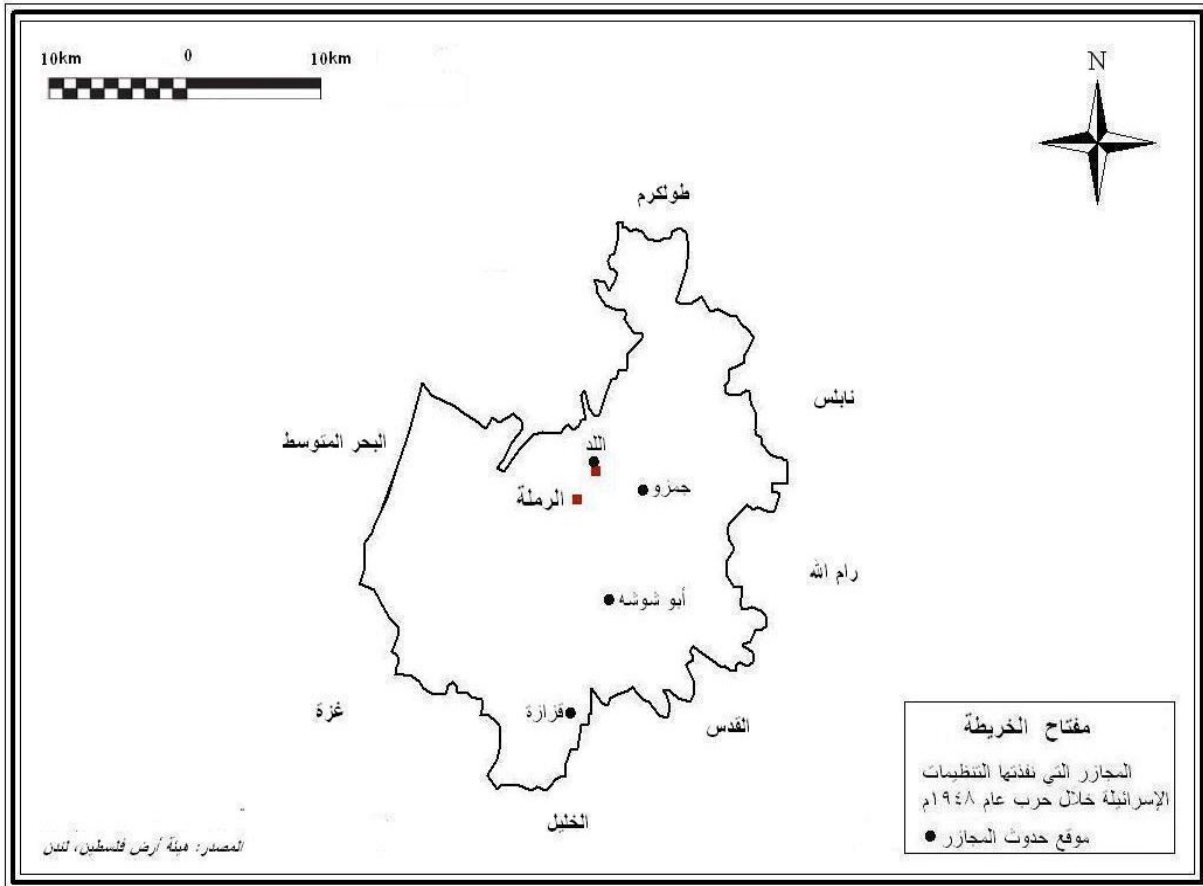 10km 0 10km
N
طولكرم
نابلس
البحر المتوسط
اللد
جمزو
الرملة
رام الله
أبو شوشه
غزة
قزازة
القدس
الخليل
مفتاح الخريطة
المجازر التي نفذتها التنظيمات
الإسرائيلة خلال حرب عام ١٩٤٨م
موقع حدوث المجازر
المصدر: هيئة أرض فلسطين، لندن